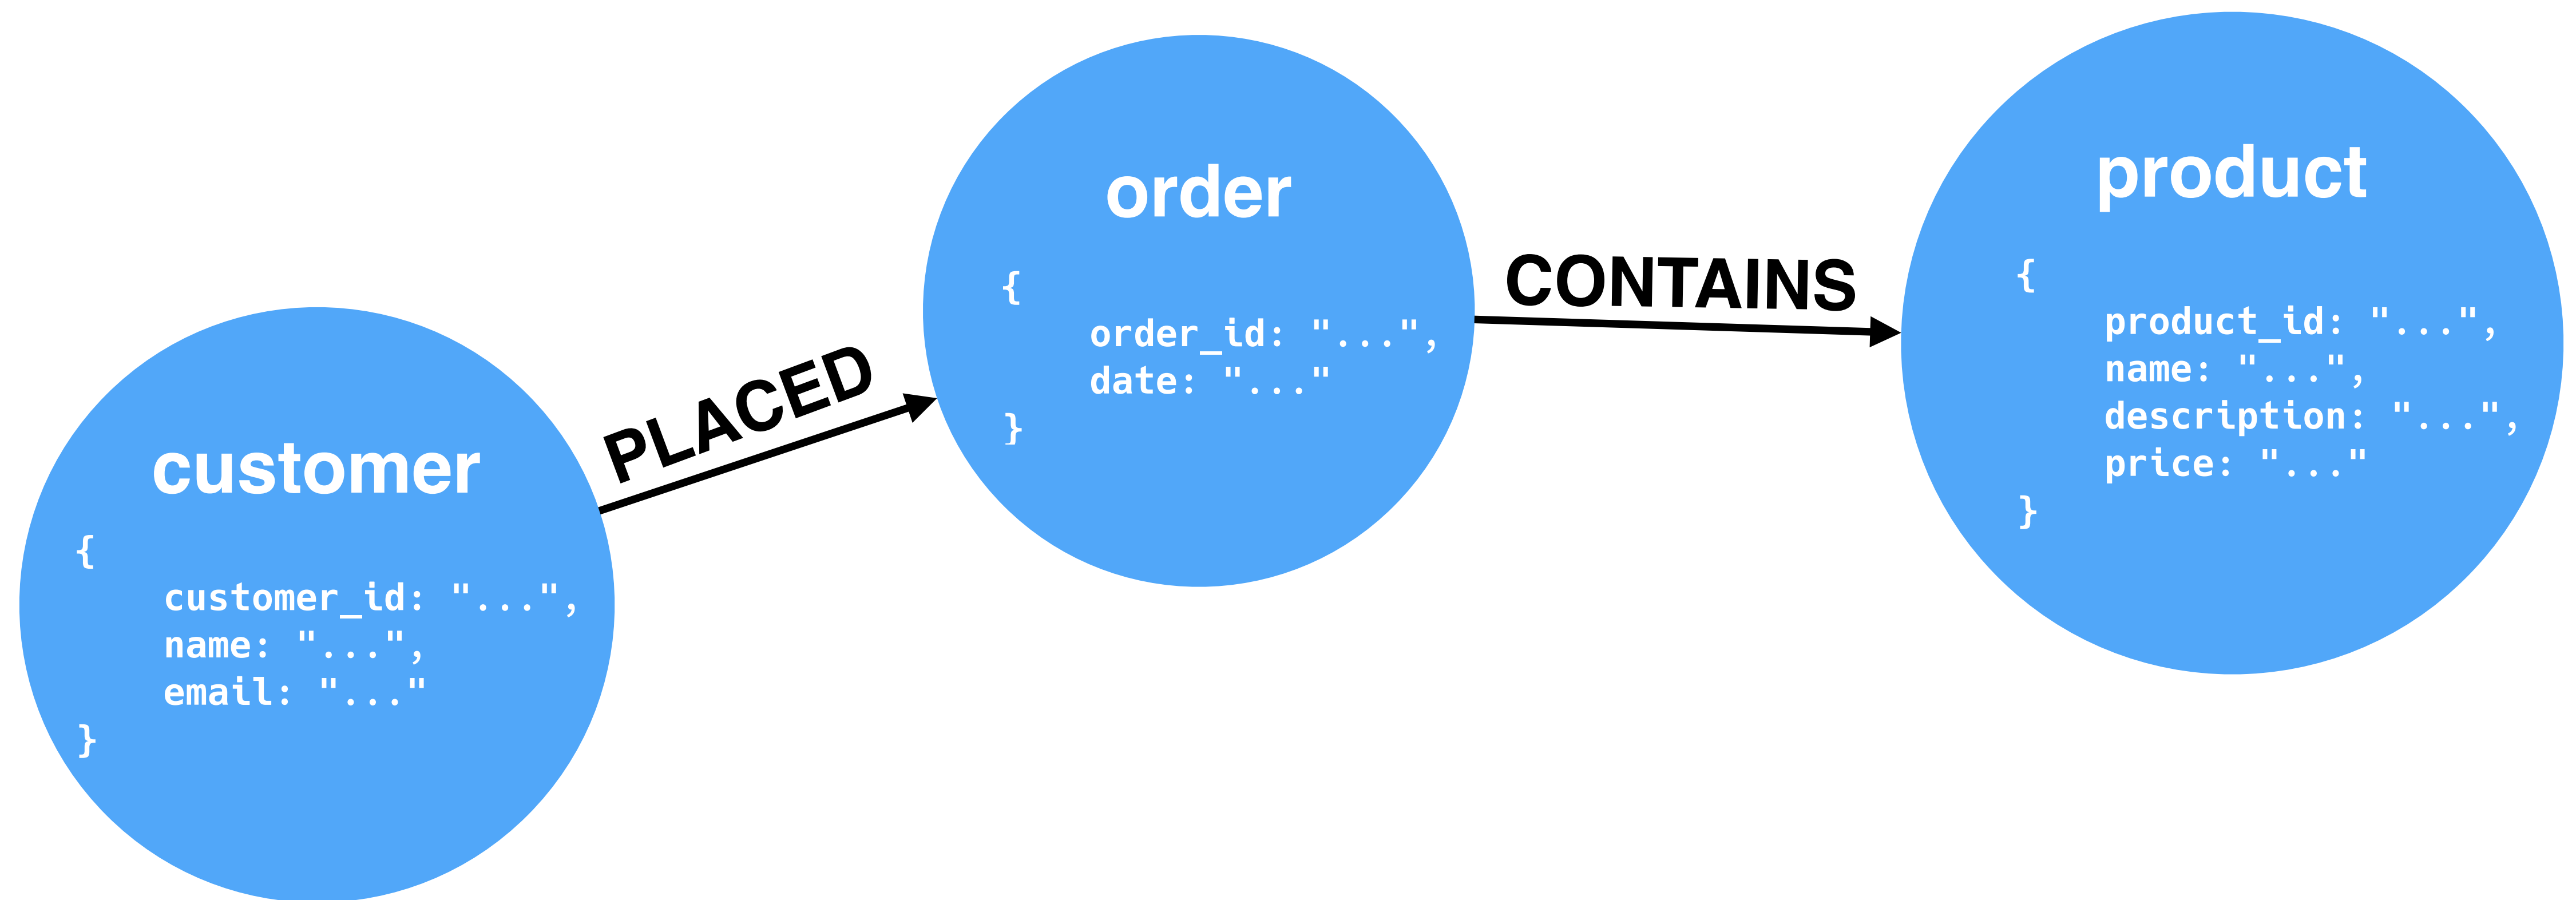 customer
{
customer_id: "...",
name: "...",
email: "..."
}
PLACED
order
{
order_id: "...",
date: "..."
}
CONTAINS
product
{
product_id: "...",
name: "...",
description: "...",
price: "..."
}